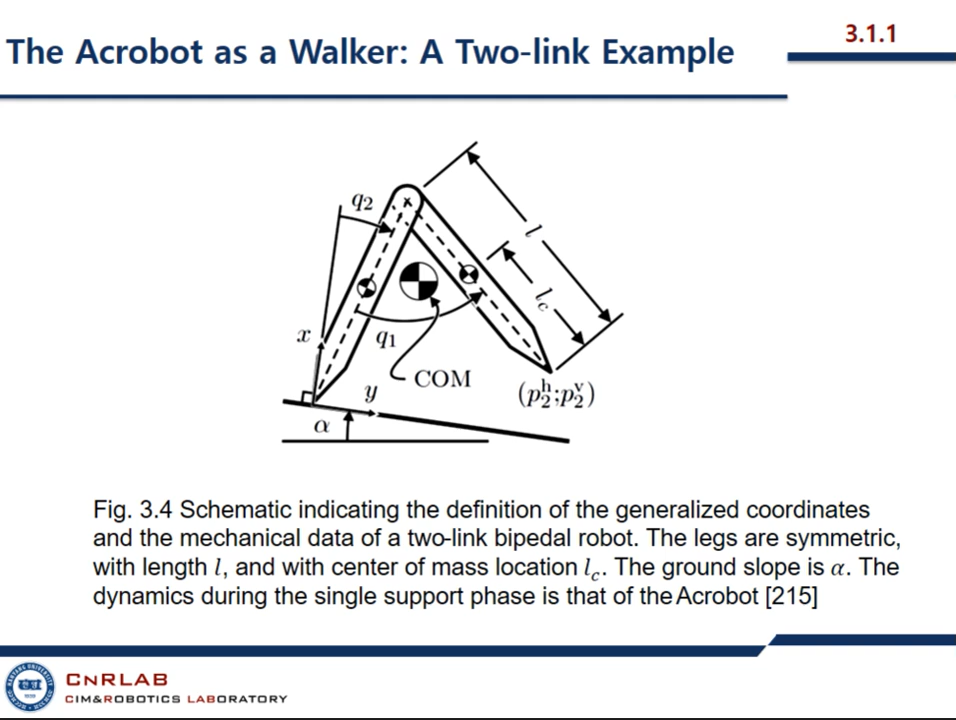 The Acrobot as a Walker: A Two-link Example
3.1.1
q₂
l
l_c
x
q₁
COM
y
(p₂ʰ;p₂ᵛ)
α
Fig. 3.4 Schematic indicating the definition of the generalized coordinates
and the mechanical data of a two-link bipedal robot. The legs are symmetric,
with length l, and with center of mass location l_c. The ground slope is α. The
dynamics during the single support phase is that of the Acrobot [215]
CNRLAB
CIM&ROBOTICS LABORATORY